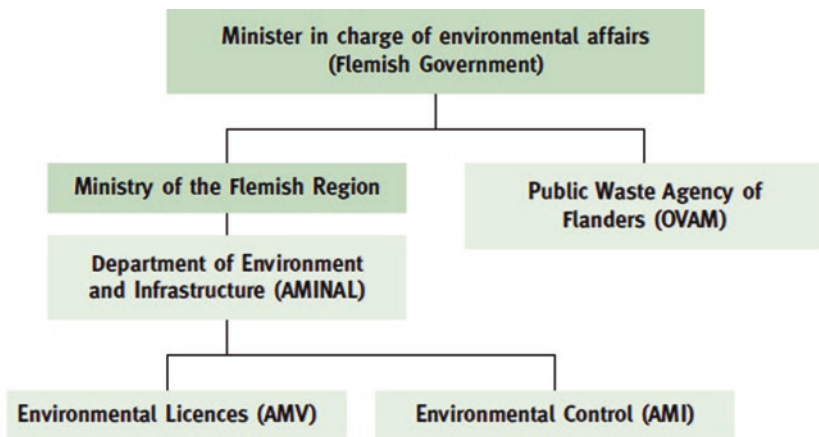 Minister in charge of environmental affairs
(Flemish Government)
Ministry of the Flemish Region
Public Waste Agency of
Flanders (OVAM)
Department of Environment
and Infrastructure (AMINAL)
Environmental Licences (AMV)
Environmental Control (AMI)